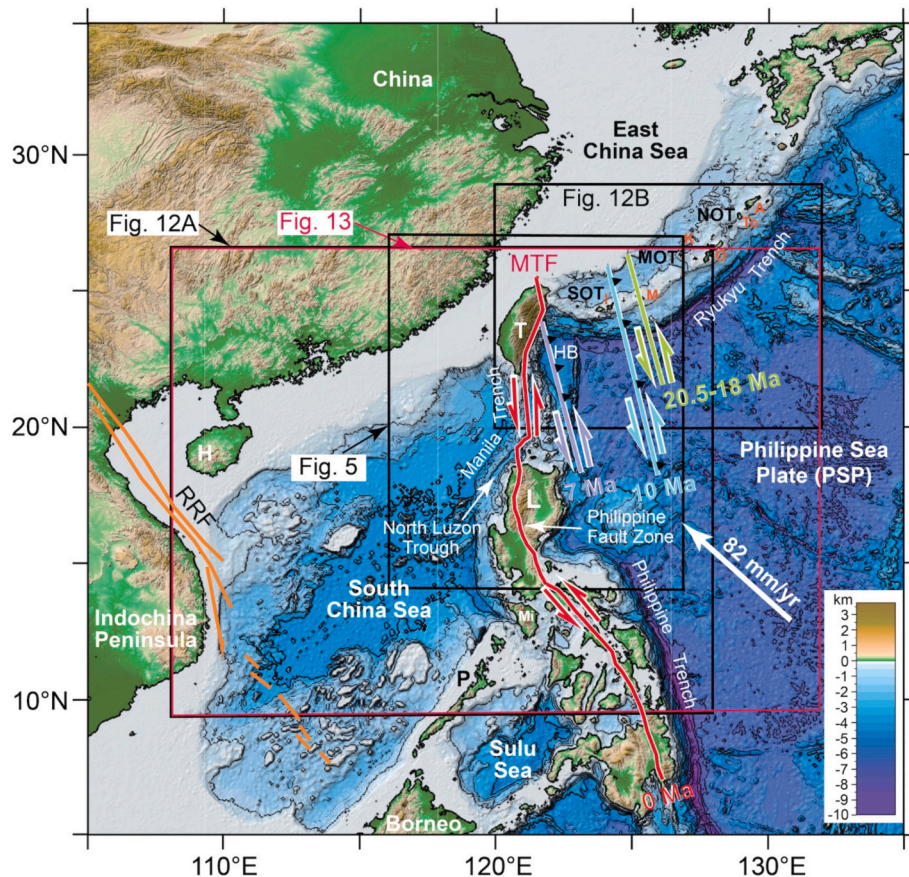 China
East
China Sea
30°N
Fig. 12A
Fig. 13
Fig. 12B
NOT
A
MOT
O
MTF
SOT
I
M
Ryukyu Trench
T
HB
Trench
20.5-18 Ma
20°N
H
Fig. 5
Manila
Philippine Sea
Plate (PSP)
RRF
7 Ma
10 Ma
L
North Luzon
Trough
Philippine
Fault Zone
82 mm/yr
South
China Sea
Indochina
Peninsula
Mi
Philippine
Trench
P
10°N
Sulu
Sea
0 Ma
Borneo
km
3
2
1
0
-1
-2
-3
-4
-5
-6
-7
-8
-9
-10
110°E
120°E
130°E